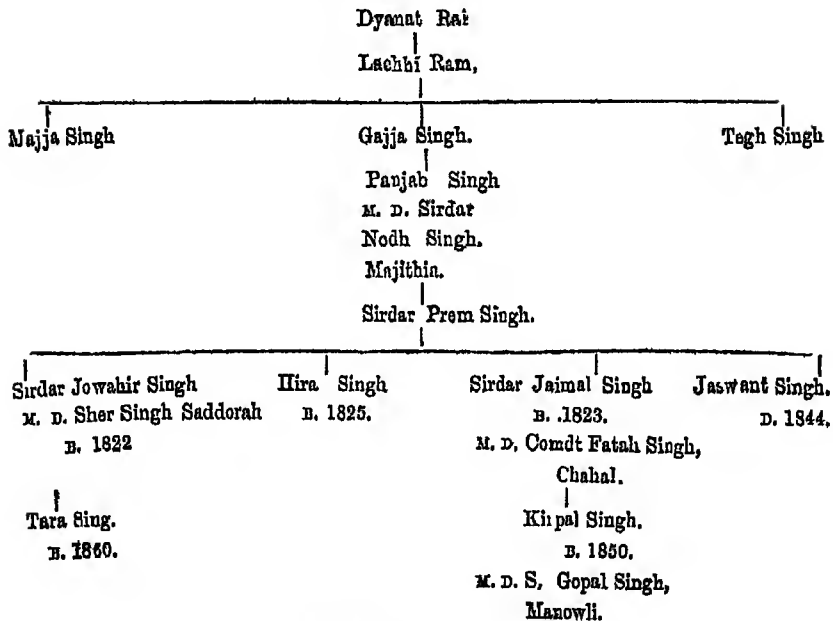 Dyanat Rai
Lachhi Ram,
Najja Singh Gajja Singh. Tegh Singh
Panjab Singh
M. D. Sirdar
Nodh Singh.
Majithia.
Sirdar Prem Singh.
Sirdar Jowahir Singh Hira Singh Sirdar Jaimal Singh Jaswant Singh.
M. D. Sher Singh Saddorah B. 1825. B. .1823. D. 1844.
B. 1822 M. D. Comdt Fatah Singh,
Chahal.
Tara Sing. Kirpal Singh.
B. 1860. B. 1850.
M. D. S. Gopal Singh,
Manowli.